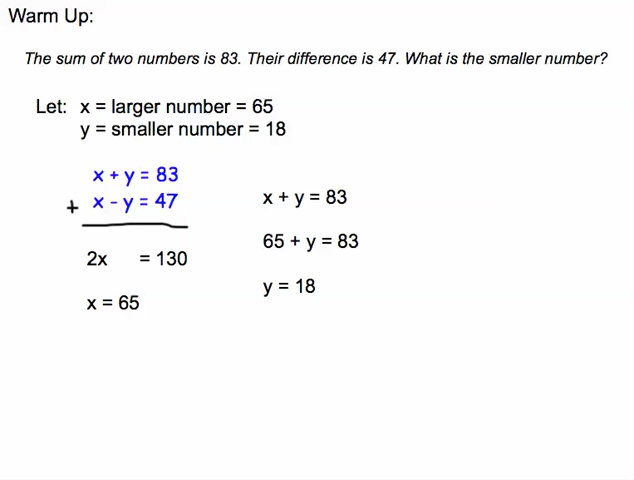 Warm Up:
The sum of two numbers is 83. Their difference is 47. What is the smaller number?
Let: x = larger number = 65
y = smaller number = 18
x + y = 83
+ x - y = 47
2x = 130
x = 65
x + y = 83
65 + y = 83
y = 18